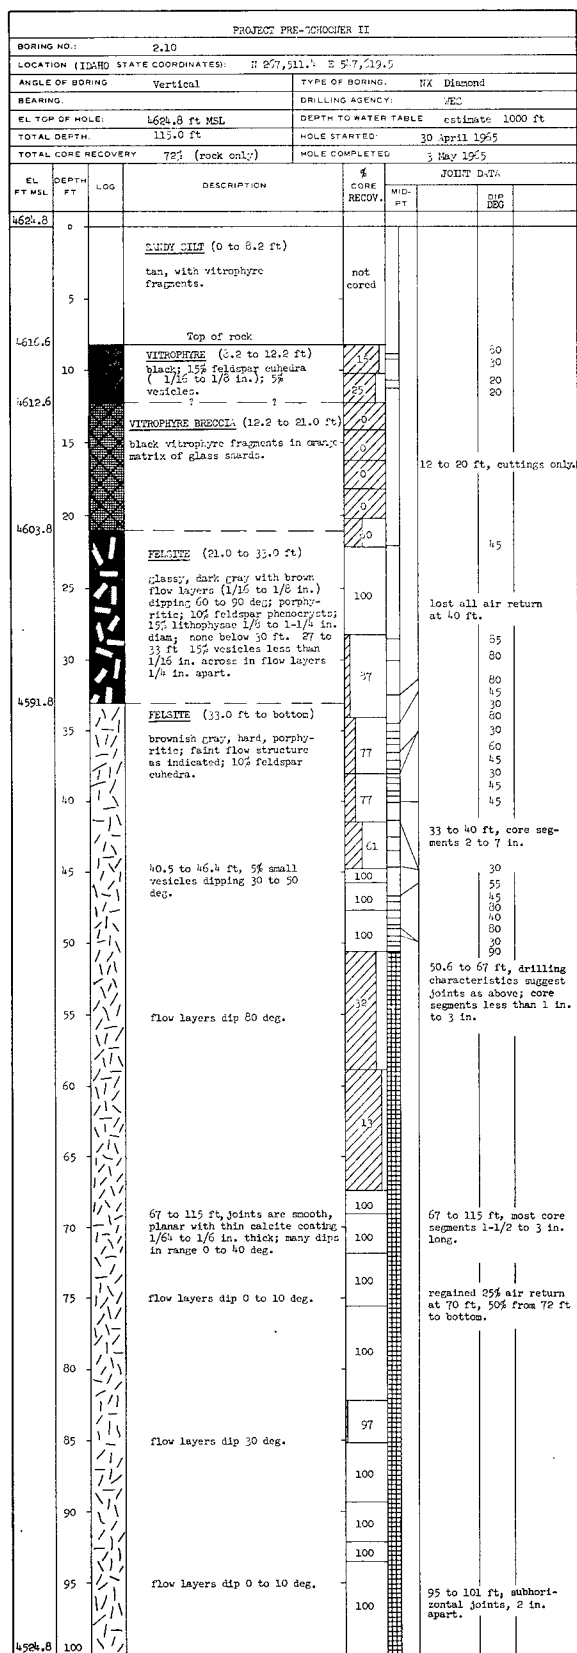 PROJECT PRE-SCHOONER II
BORING NO.: 2.10
LOCATION (IDAHO STATE COORDINATES):
ANGLE OF BORING Vertical TYPE OF BORING. NX Diamond
BEARING. DRILLING AGENCY: WES
EL TOP OF HOLE: 4624.8 ft MSL DEPTH TO WATER TABLE estimate 1000 ft
TOTAL DEPTH. 115.0 ft HOLE STARTED 30 April 1965
TOTAL CORE RECOVERY 72% (rock only) HOLE COMPLETED 3 May 1965
EL FT MSL DEPTH FT LOG DESCRIPTION % CORE RECOV. JOINT DATA
MID-PT DIP DEG
4624.8
0
SANDY SILT (0 to 8.2 ft)
tan, with vitrophyre
fragments.
not
cored
5
4616.6 Top of rock
VITROPHYRE (8.2 to 12.2 ft)
black; 15% feldspar euhedra
( 1/16 to 1/8 in.); 5%
vesicles.
10
15
60
30
20
20
25
4612.6 ? ?
VITROPHYRE BRECCIA (12.2 to 21.0 ft)
black vitrophyre fragments in orange
matrix of glass shards.
0
15
0
12 to 20 ft, cuttings only.
0
20
0
4603.8
60
45
FELSITE (21.0 to 33.0 ft)
glassy, dark gray with brown
flow layers (1/16 to 1/8 in.)
dipping 60 to 90 deg; porphy-
ritic; 10% feldspar phenocrysts;
15% lithophysae 1/8 to 1-1/4 in.
diam; none below 30 ft. 27 to
33 ft 15% vesicles less than
1/16 in. across in flow layers
1/4 in. apart.
25
100
lost all air return
at 40 ft.
30
87
65
80
80
45
30
4591.8
FELSITE (33.0 ft to bottom)
brownish gray, hard, porphy-
ritic; faint flow structure
as indicated; 10% feldspar
euhedra.
35
77
80
30
60
45
30
45
40
77
45
33 to 40 ft, core seg-
ments 2 to 7 in.
61
40.5 to 46.4 ft, 5% small
vesicles dipping 30 to 50
deg.
45
100
100
30
55
45
80
40
80
50
100
30
90
50.6 to 67 ft, drilling
characteristics suggest
joints as above; core
segments less than 1 in.
to 3 in.
32
55
flow layers dip 80 deg.
60
13
65
100
67 to 115 ft, joints are smooth,
planar with thin calcite coating
1/64 to 1/6 in. thick; many dips
in range 0 to 40 deg.
67 to 115 ft, most core
segments 1-1/2 to 3 in.
long.
70
100
100
regained 25% air return
at 70 ft, 50% from 72 ft
to bottom.
75
flow layers dip 0 to 10 deg.
100
80
97
85
flow layers dip 30 deg.
100
90
100
100
95
flow layers dip 0 to 10 deg.
95 to 101 ft, subhori-
zontal joints, 2 in.
apart.
100
4524.8 100